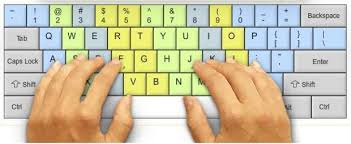 ~ ! @ # $ % ^ & * ( ) Backspace
1 2 3 4 5 6 7 8 9 0
Tab Q W E R T Y U I O P { } |
[ ] \
Caps Lock F G H J Enter
Shift V B N Shift
Ctrl Ctrl